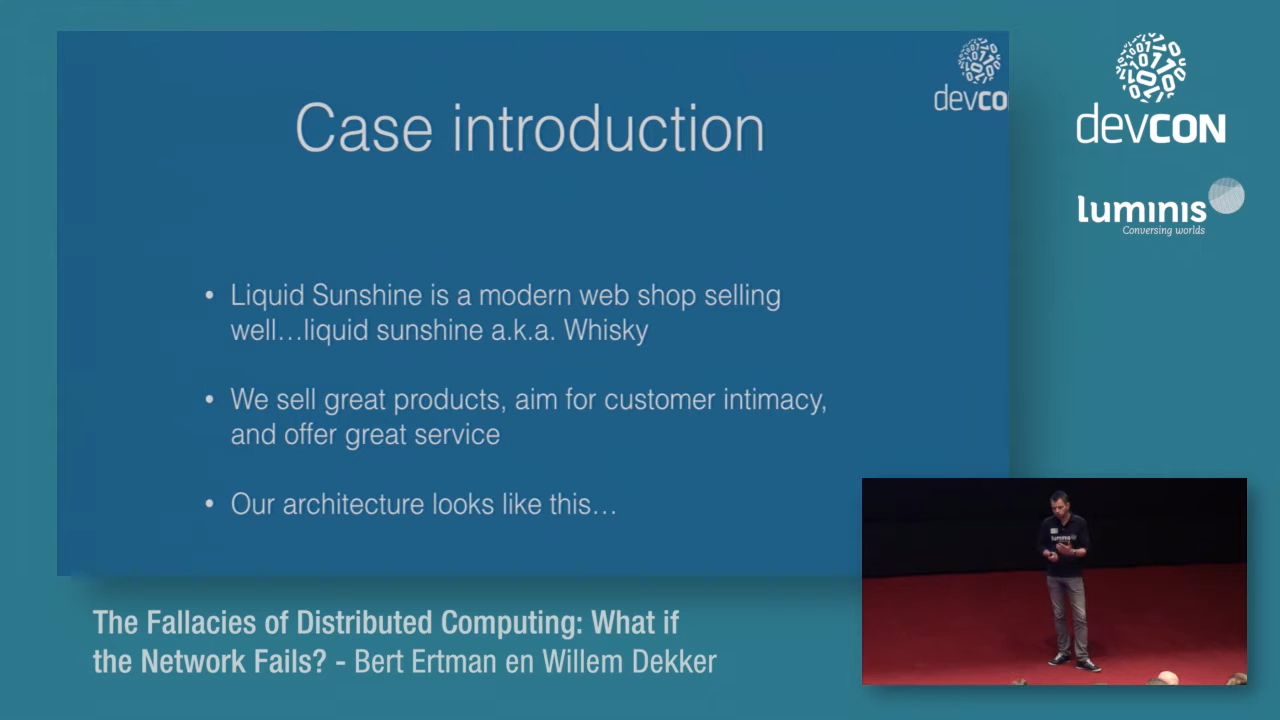 devco
Case introduction
• Liquid Sunshine is a modern web shop selling
well…liquid sunshine a.k.a. Whisky
• We sell great products, aim for customer intimacy,
and offer great service
• Our architecture looks like this…
devCON
luminis
Conversing worlds
luminis
The Fallacies of Distributed Computing: What if
the Network Fails? - Bert Ertman en Willem Dekker